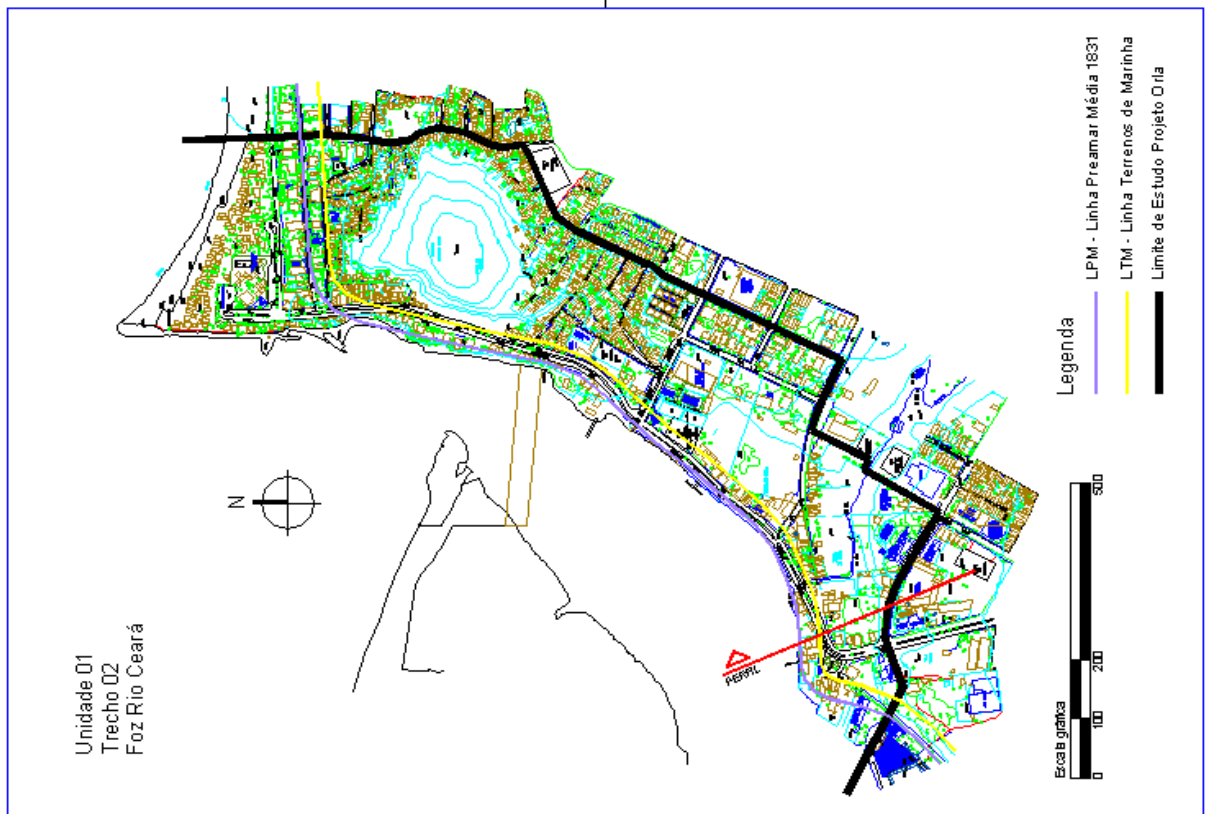 Unidade 01
Trecho 02
Foz Rio Ceará
N
PERFIL
Legenda
LPM - Linha Preamar Média 1831
LTM - Linha Terrenos de Marinha
Limite de Estudo Projeto Orla
Escala gráfica
0 100 200 500